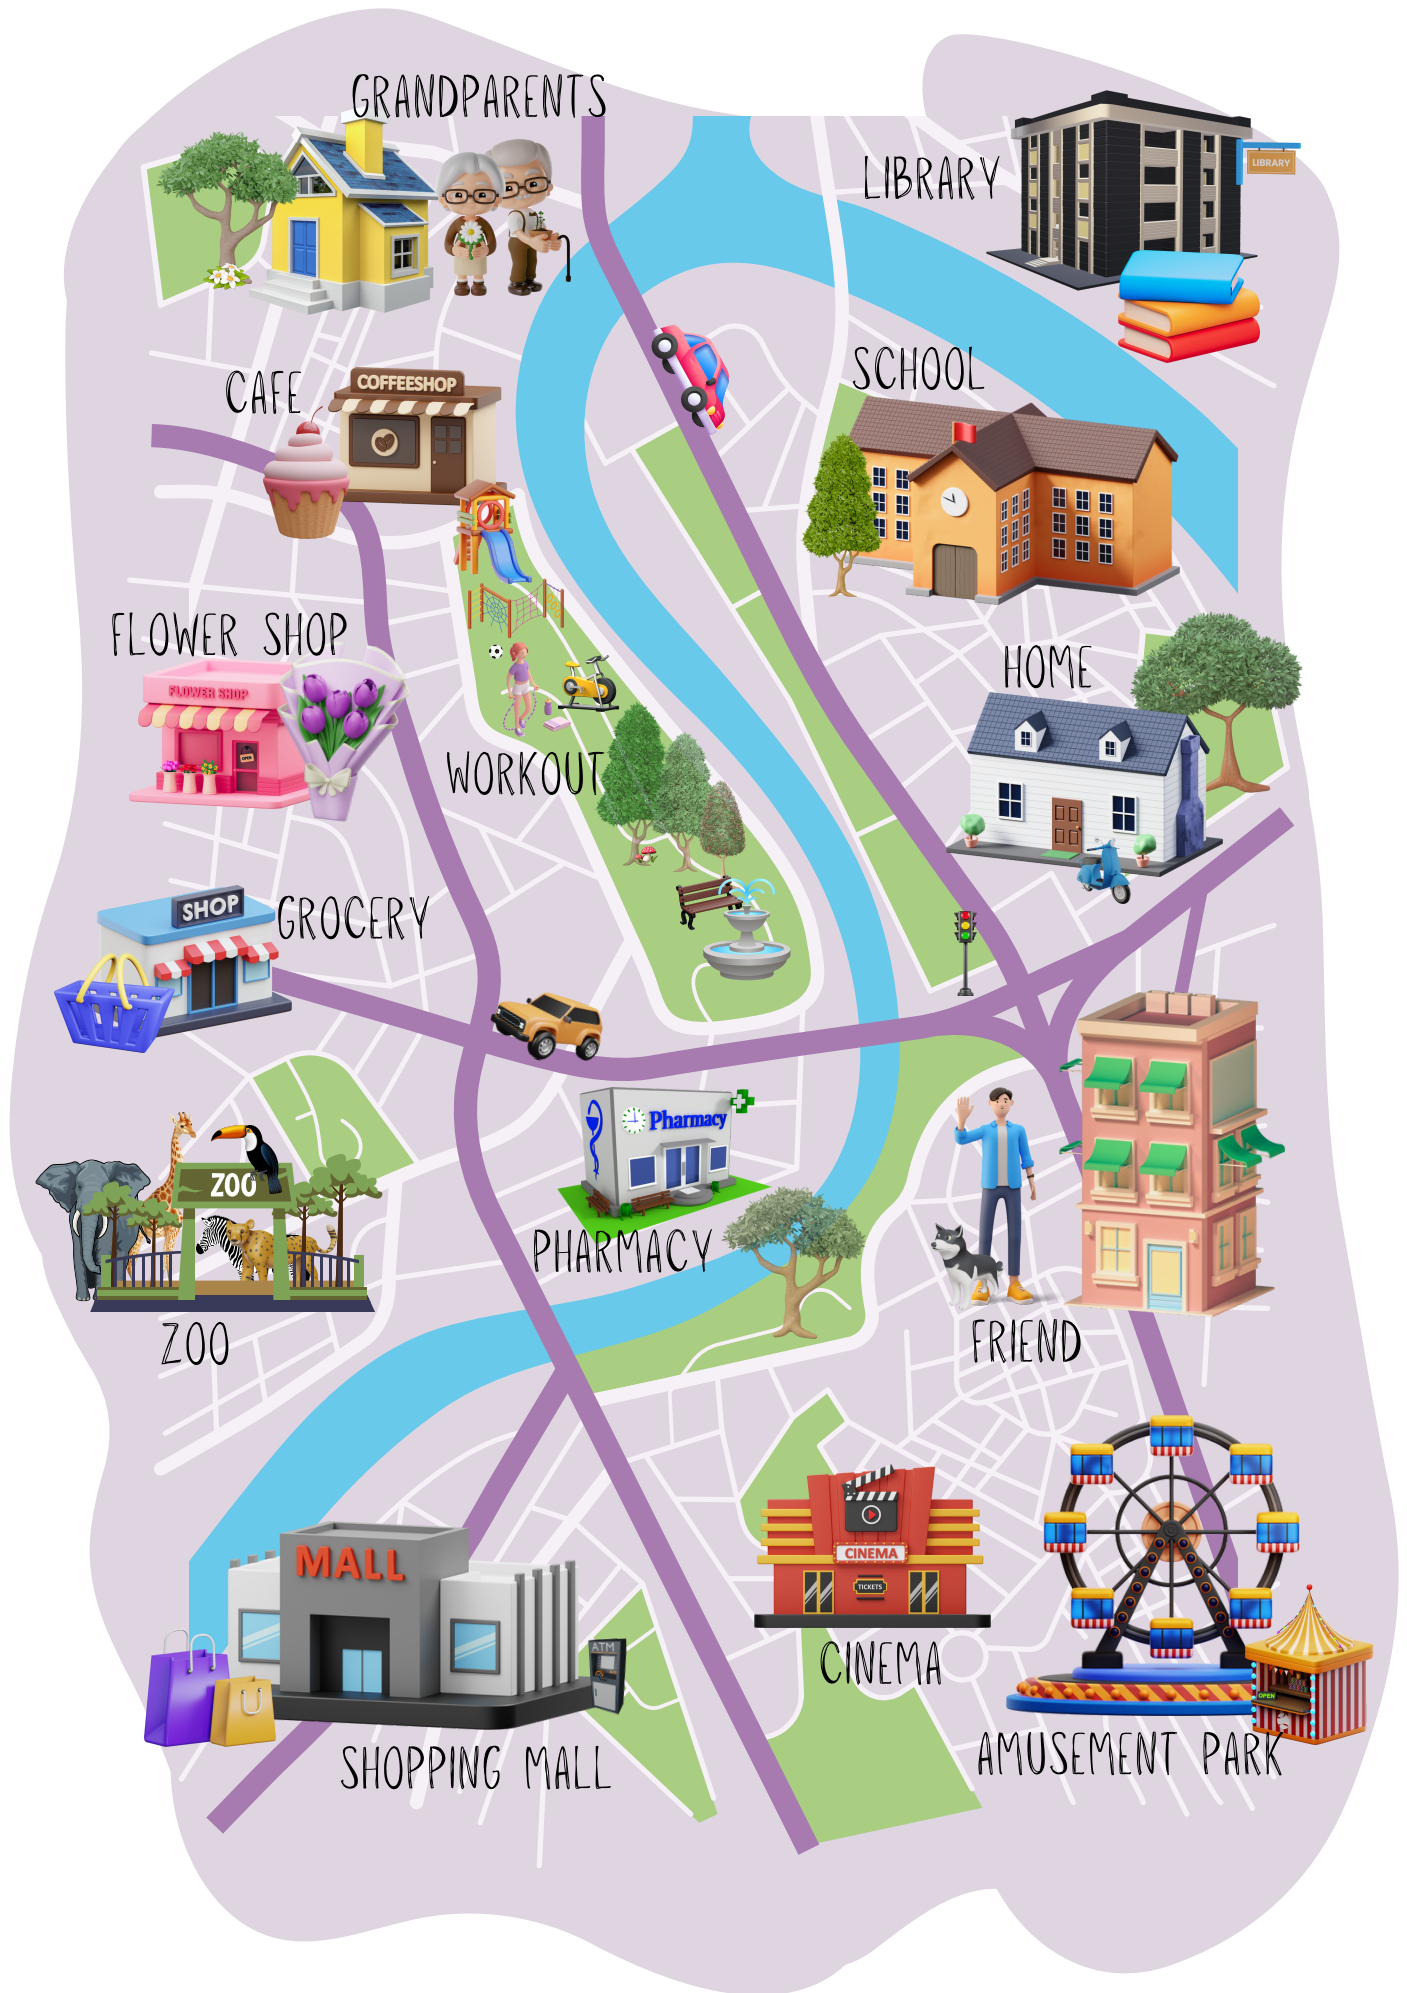 GRANDPARENTS
LIBRARY
LIBRARY
SCHOOL
CAFE
COFFEESHOP
FLOWER SHOP
FLOWER SHOP
OPEN
HOME
WORKOUT
SHOP
GROCERY
Pharmacy
PHARMACY
ZOO
ZOO
FRIEND
MALL
ATM
SHOPPING MALL
CINEMA
TICKETS
CINEMA
OPEN
AMUSEMENT PARK